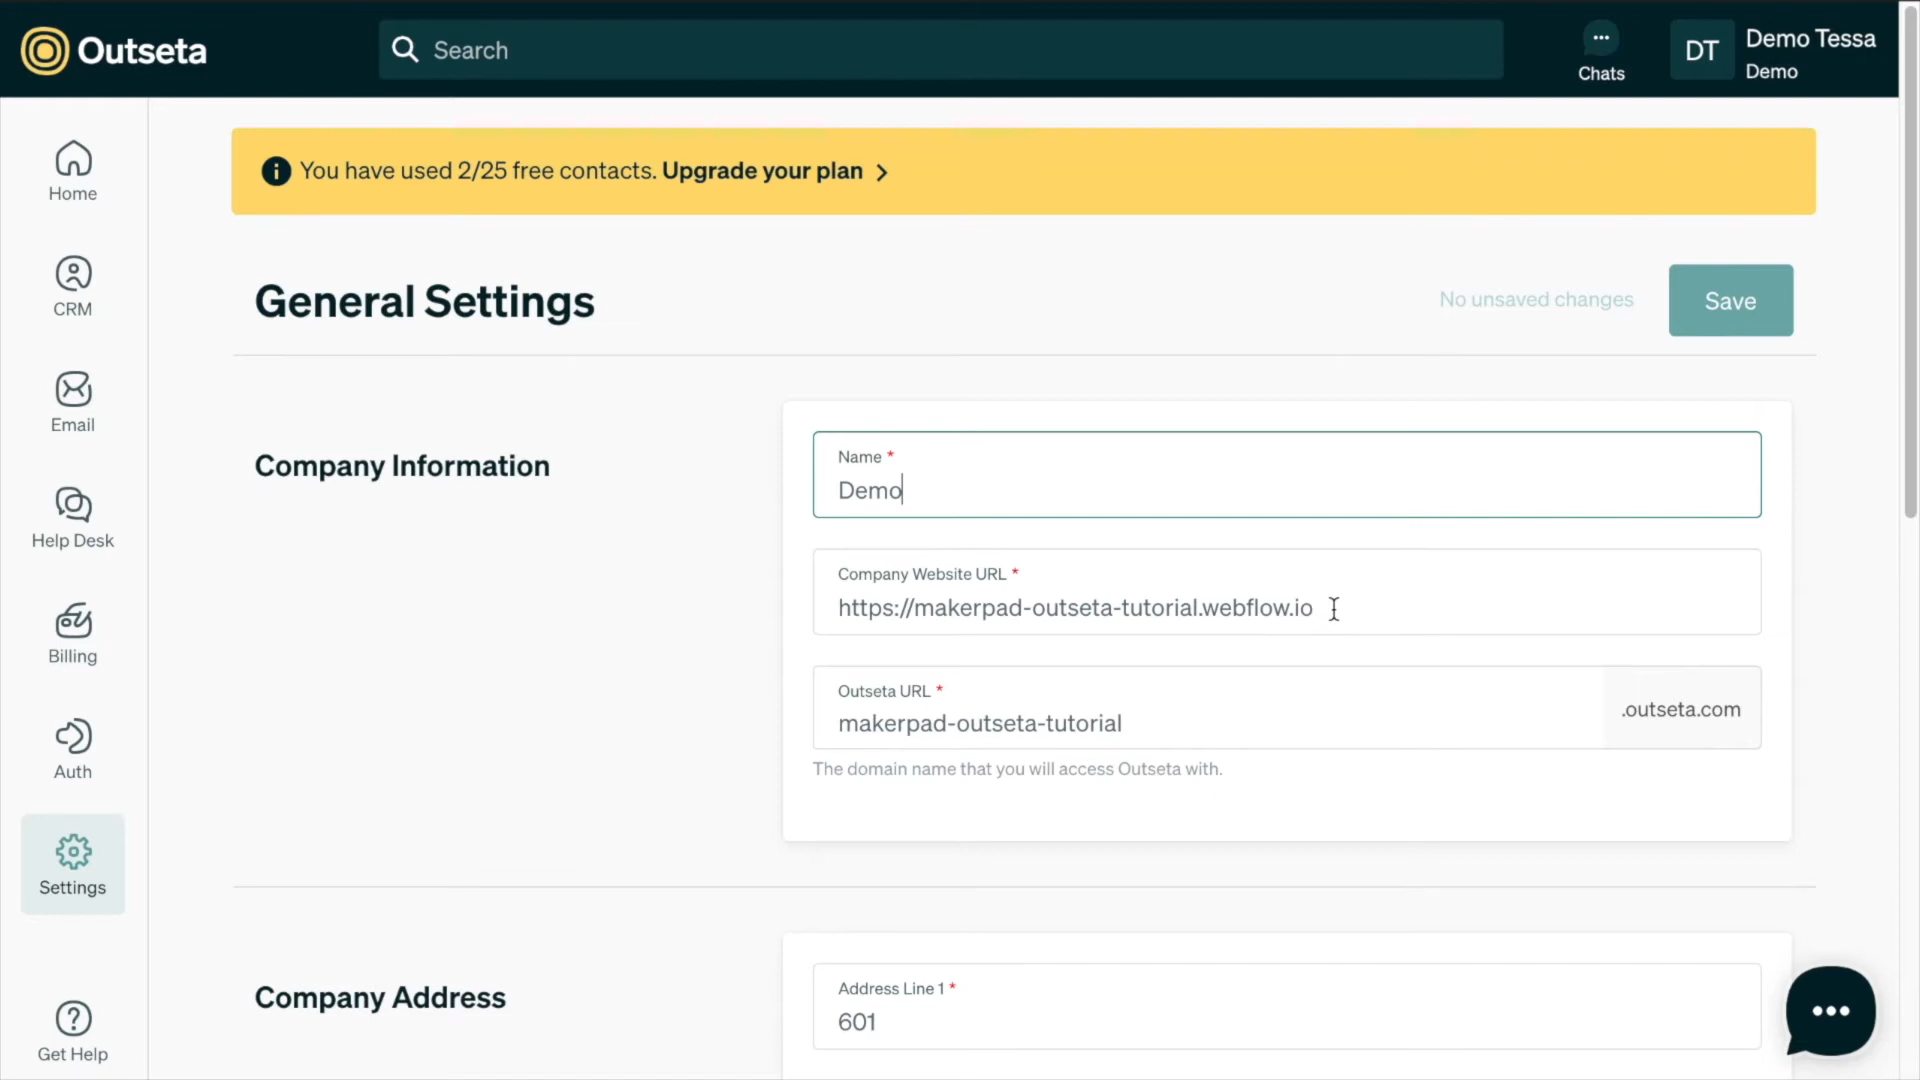 Outseta
Search
Chats
DT
Demo Tessa
Demo
Home
CRM
Email
Help Desk
Billing
Auth
Settings
Get Help
You have used 2/25 free contacts. Upgrade your plan
General Settings
No unsaved changes
Save
Company Information
Name *
Demo
Company Website URL *
https://makerpad-outseta-tutorial.webflow.io
Outseta URL *
makerpad-outseta-tutorial
.outseta.com
The domain name that you will access Outseta with.
Company Address
Address Line 1 *
601